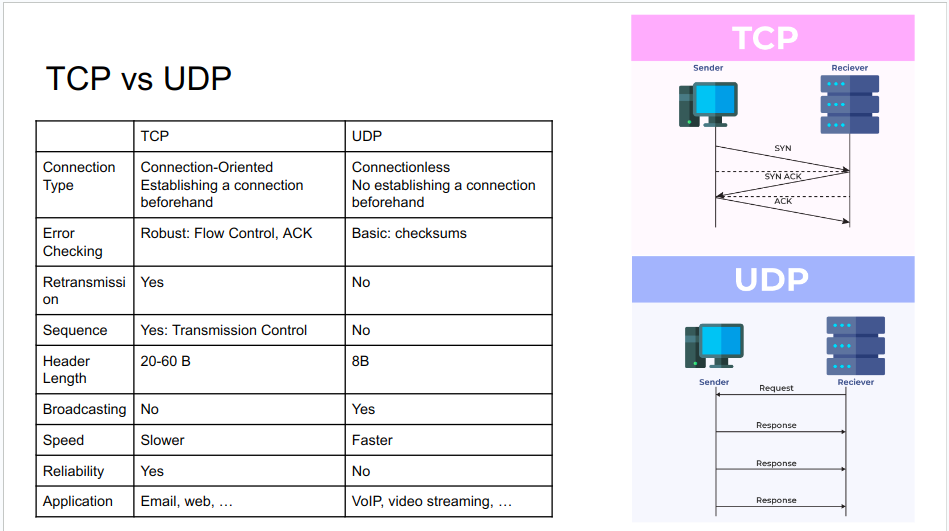 TCP vs UDP
TCP
UDP
Connection
Type
Connection-Oriented
Establishing a connection
beforehand
Connectionless
No establishing a connection
beforehand
Error
Checking
Robust: Flow Control, ACK
Basic: checksums
Retransmissi
on
Yes
No
Sequence
Yes: Transmission Control
No
Header
Length
20-60 B
8B
Broadcasting
No
Yes
Speed
Slower
Faster
Reliability
Yes
No
Application
Email, web, …
VoIP, video streaming, …
TCP
Sender
Reciever
SYN
SYN ACK
ACK
UDP
Sender
Reciever
Request
Response
Response
Response